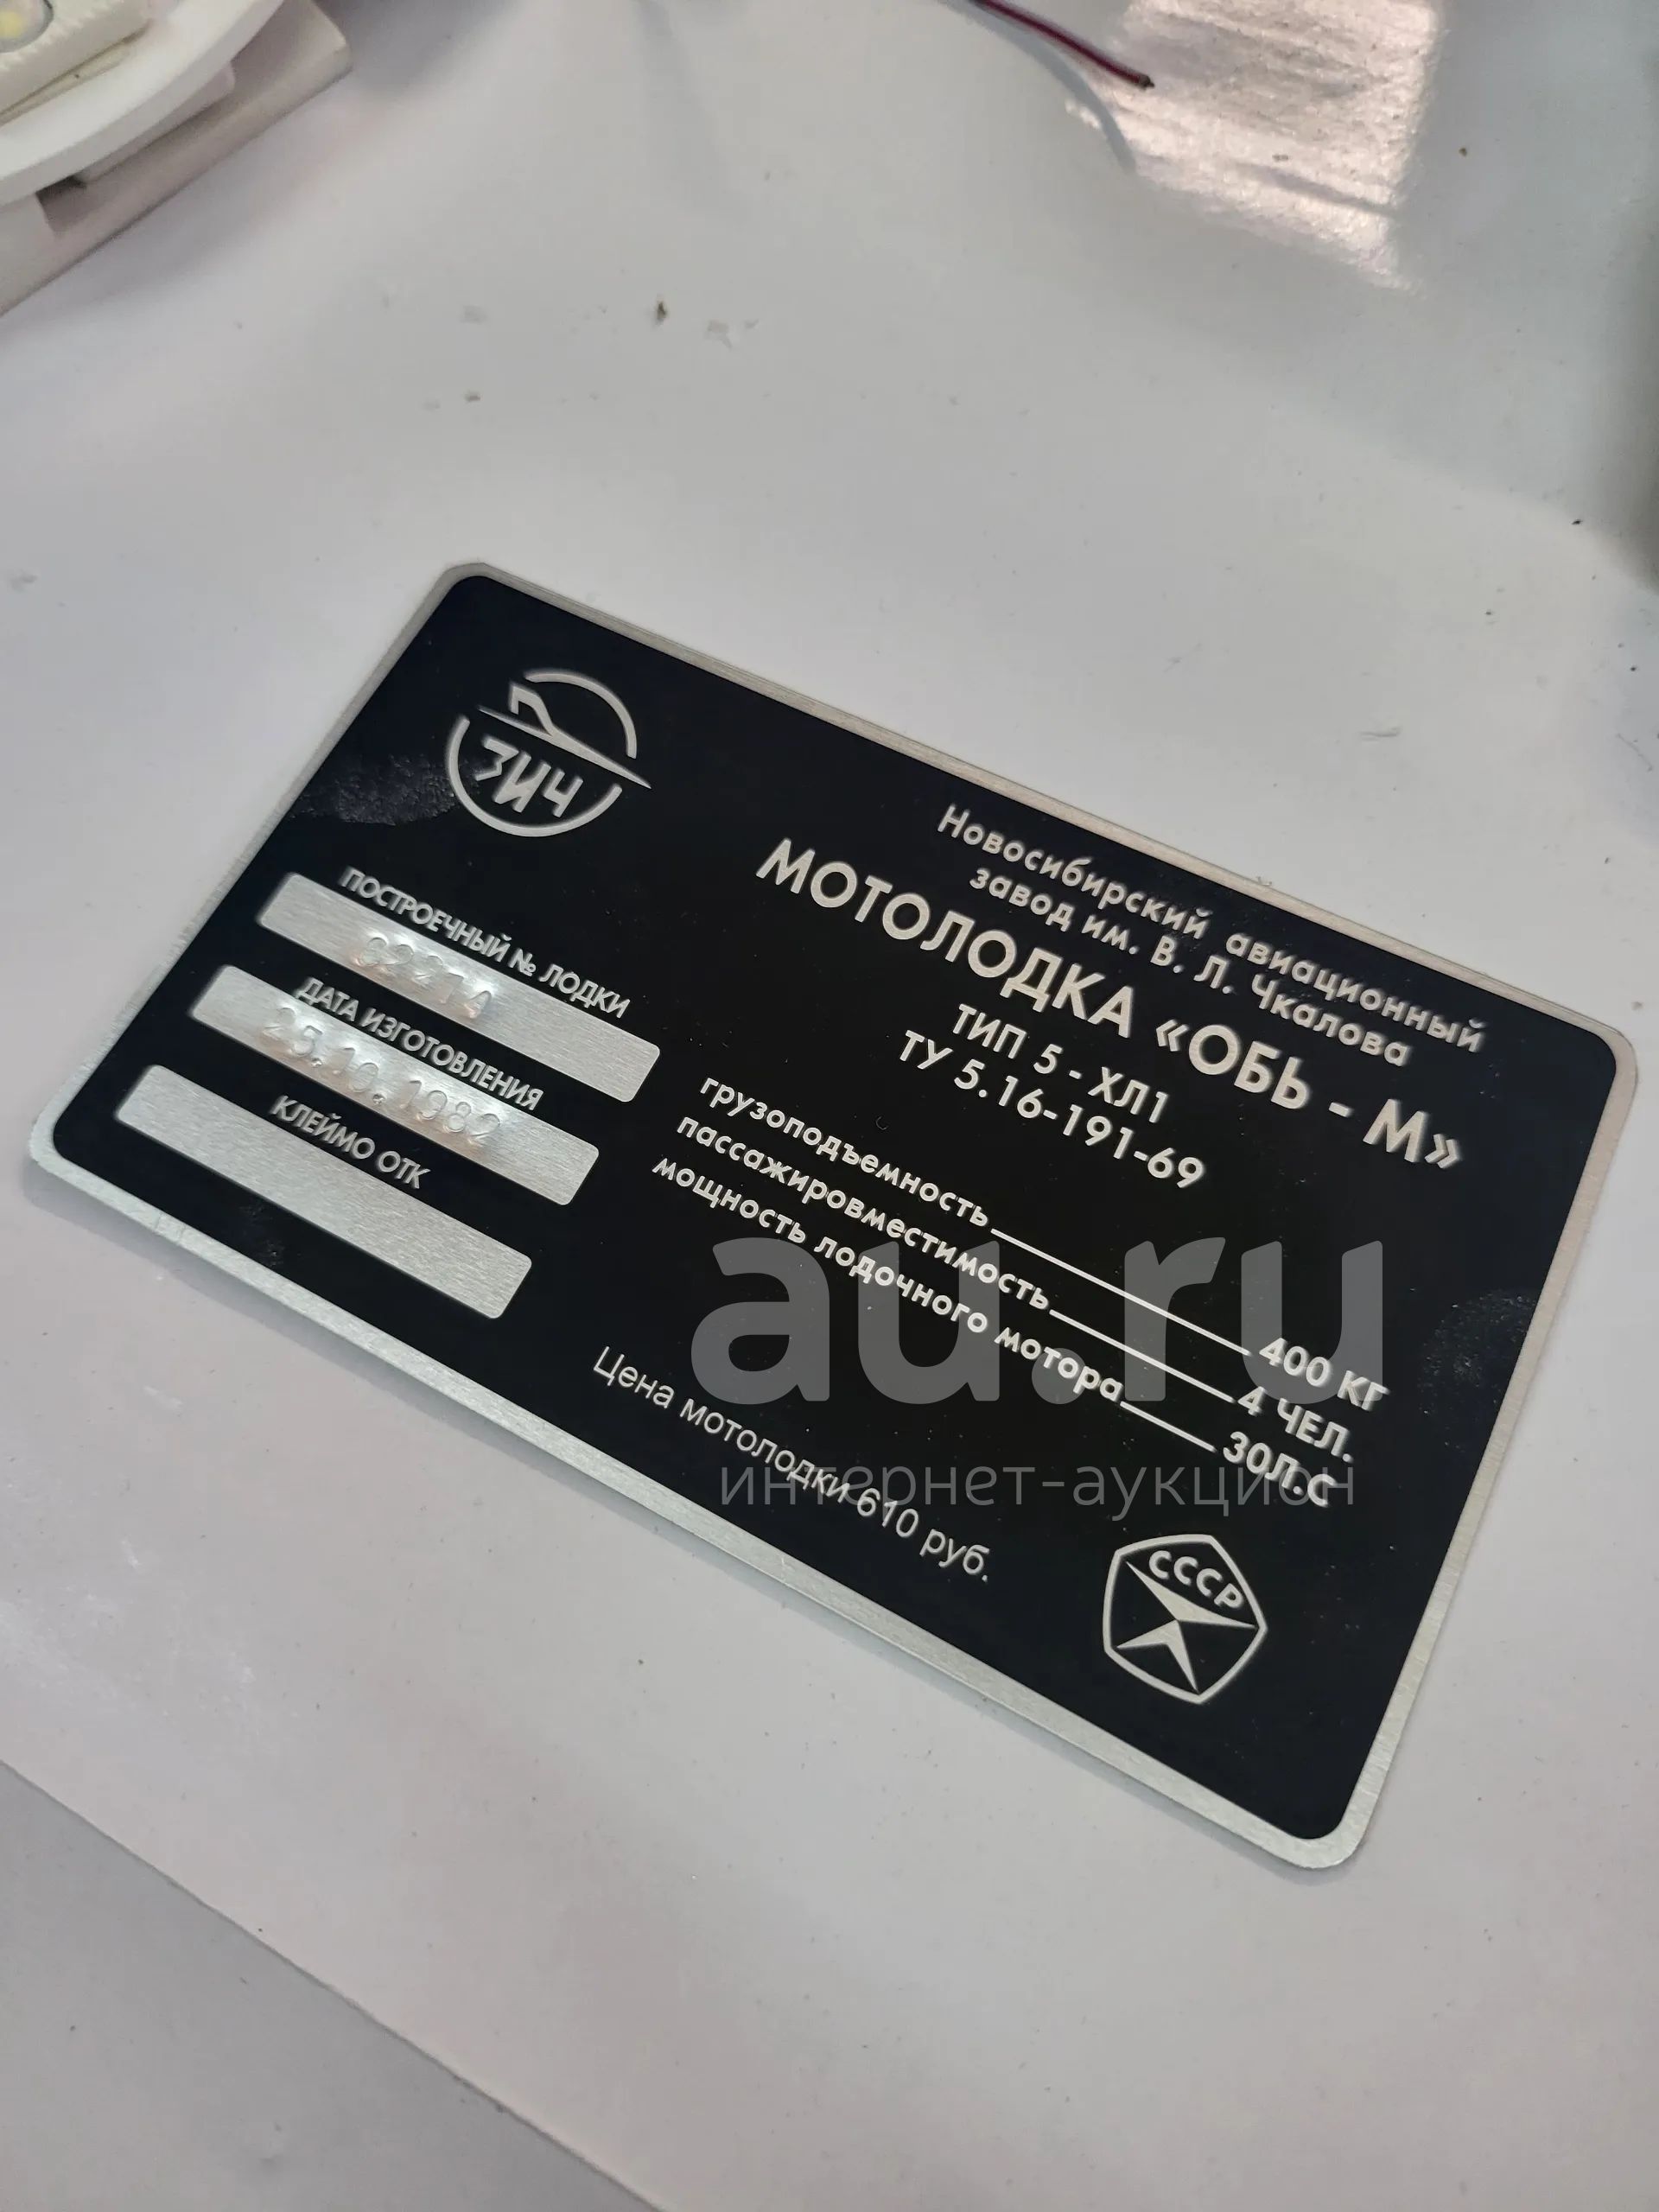 ЗИЧ
Новосибирский авиационный
завод им. В. Л. Чкалова
МОТОЛОДКА «ОБЬ - М»
ТИП 5 - ХЛ1
ТУ 5.16-191-69
ПОСТРОЕЧНЫЙ № ЛОДКИ
ДАТА ИЗГОТОВЛЕНИЯ
25.10.1982
КЛЕЙМО ОТК
грузоподъемность 400 КГ
пассажировместимость 4 ЧЕЛ.
мощность лодочного мотора 30Л.С
Цена мотолодки 610 руб.
СССР
au.ru
интернет-аукцион